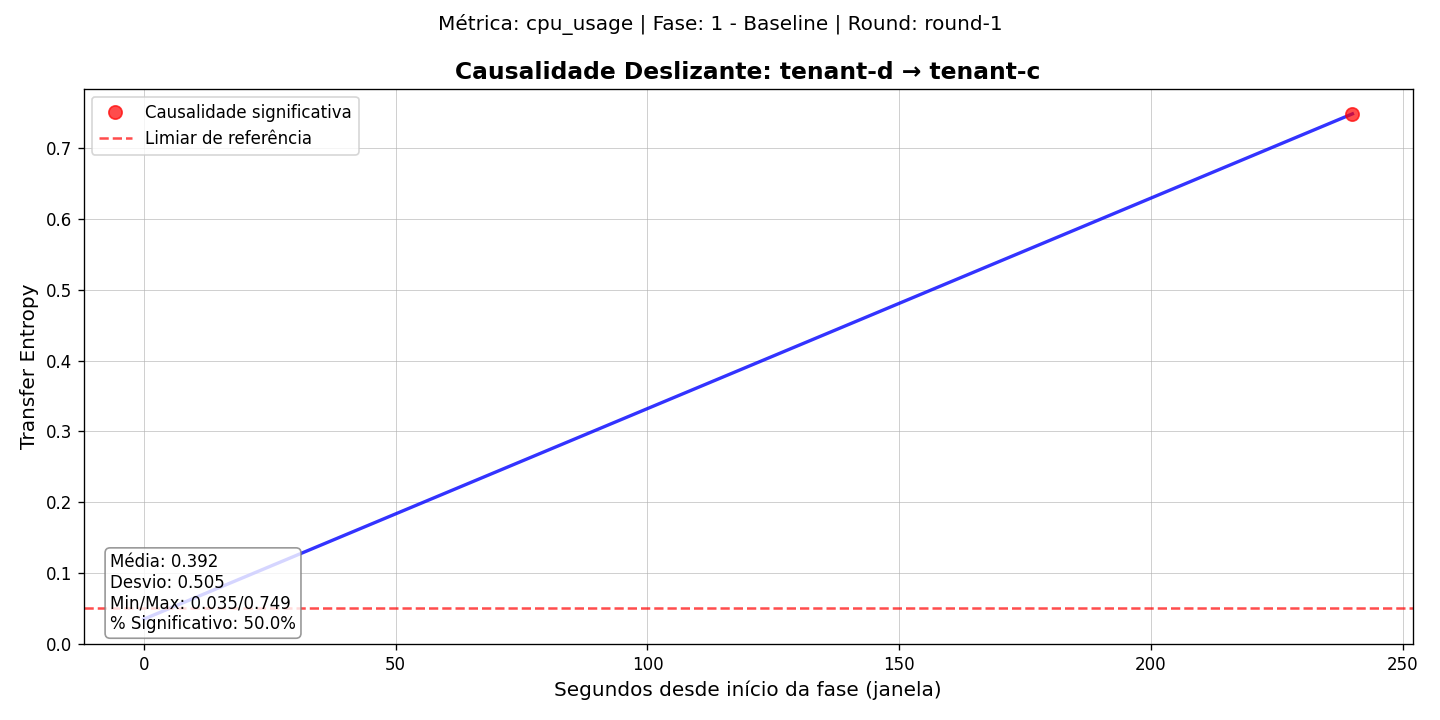 Métrica: cpu_usage | Fase: 1 - Baseline | Round: round-1
Causalidade Deslizante: tenant-d → tenant-c
Causalidade significativa
Limiar de referência
Transfer Entropy
0.7
0.6
0.5
0.4
0.3
0.2
0.1
0.0
Média: 0.392
Desvio: 0.505
Min/Max: 0.035/0.749
% Significativo: 50.0%
0 50 100 150 200 250
Segundos desde início da fase (janela)